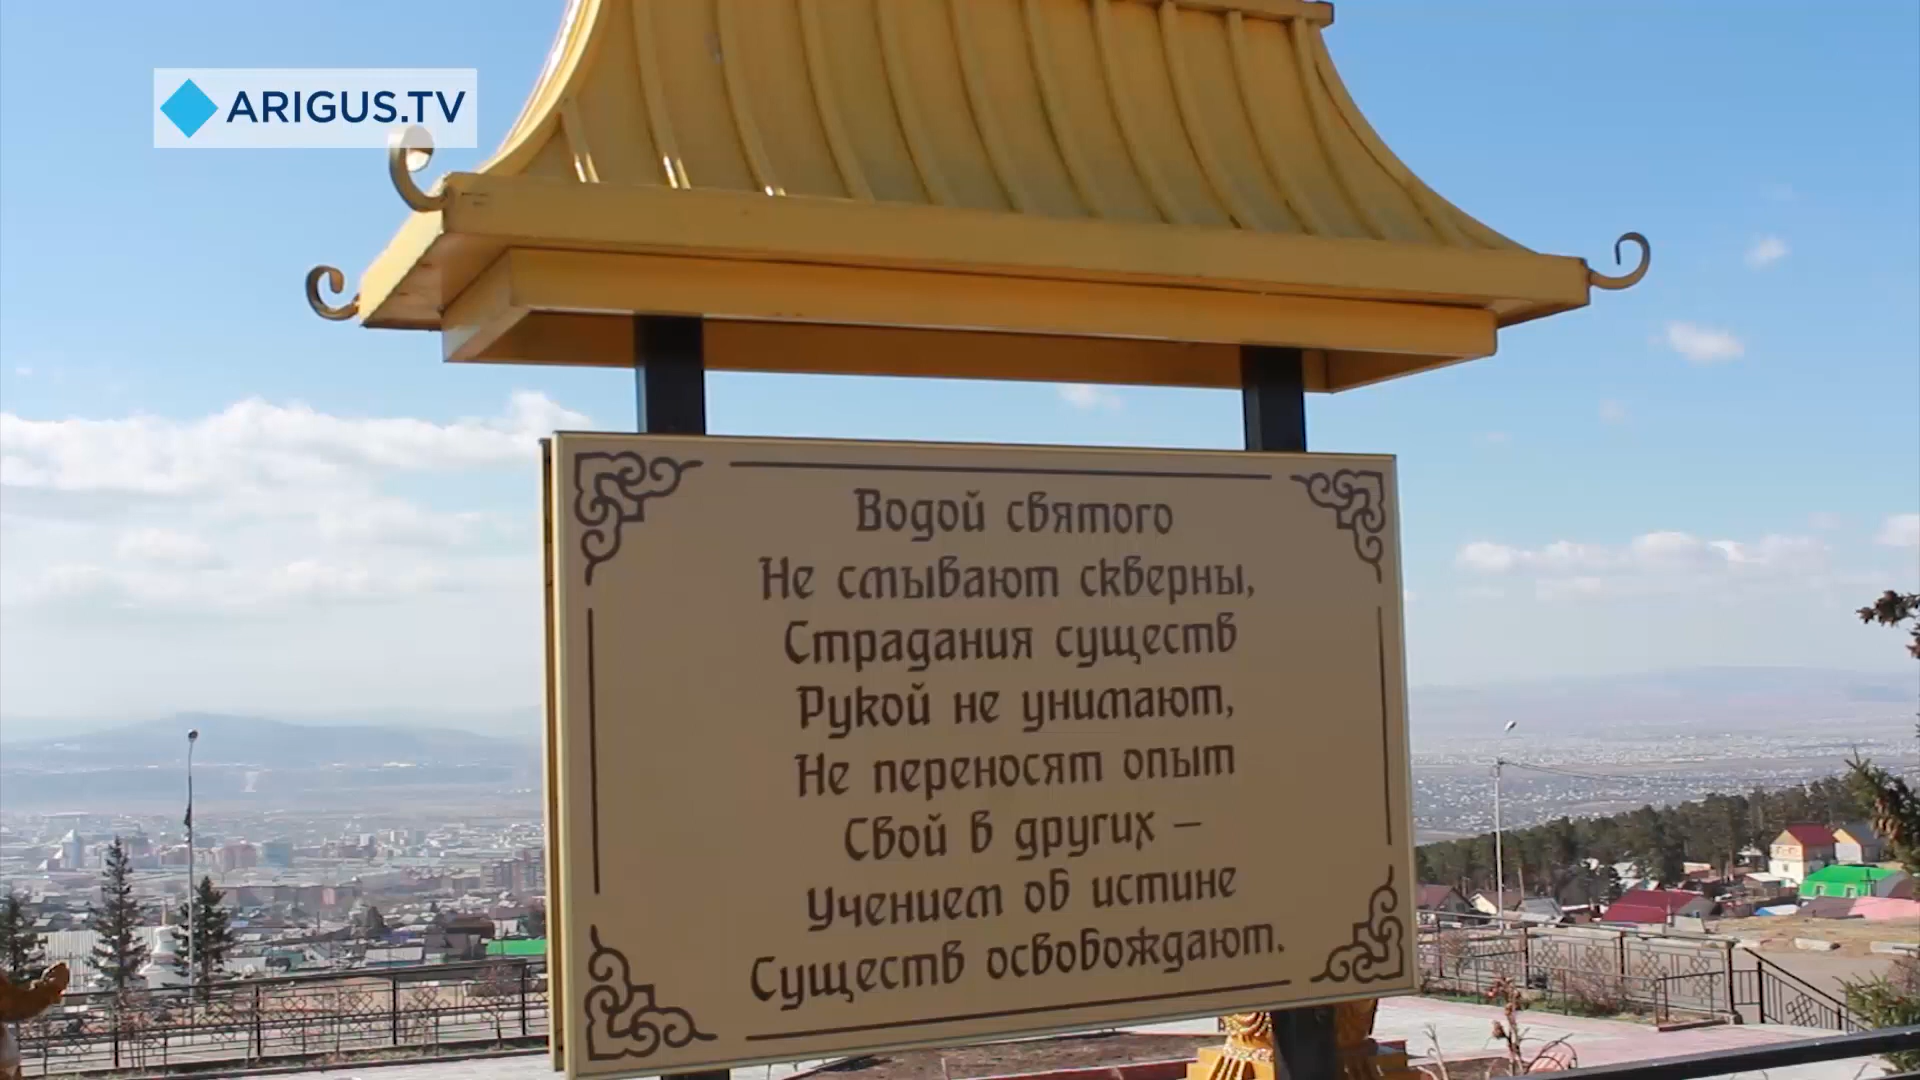 ARIGUS.TV
Водой святого
Не смывают скверны,
Страдания существ
Рукой не унимают,
Не переносят опыт
Свой в других –
Учением об истине
Существ освобождают.